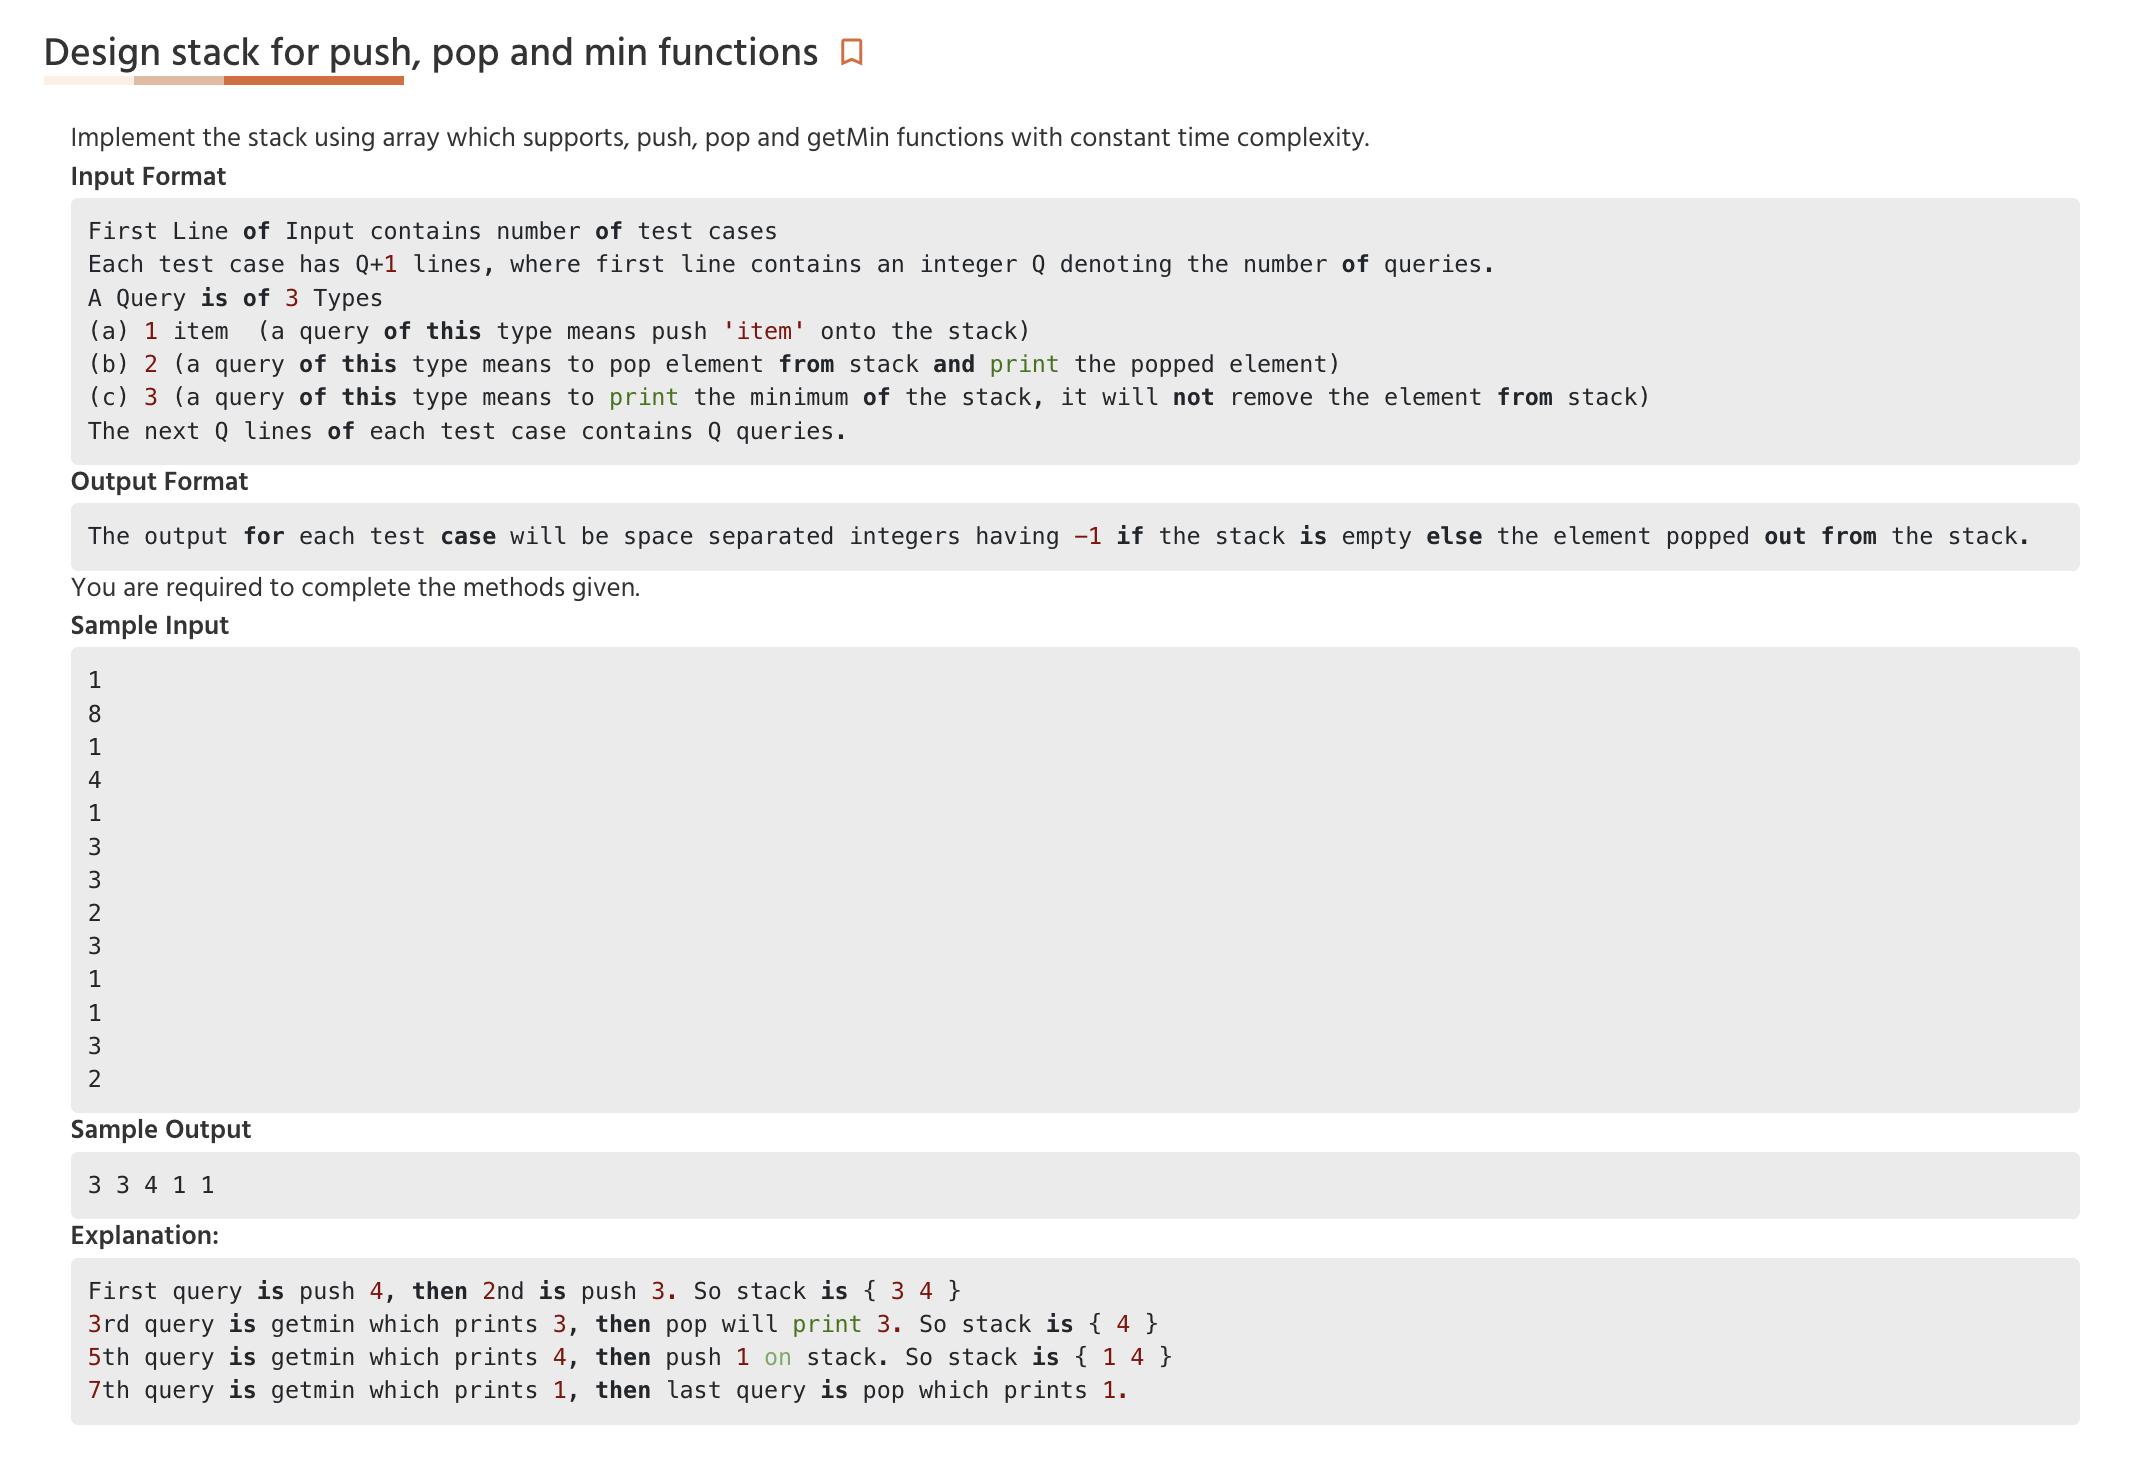 Design stack for push, pop and min functions
Implement the stack using array which supports, push, pop and getMin functions with constant time complexity.
Input Format
First Line of Input contains number of test cases
Each test case has Q+1 lines, where first line contains an integer Q denoting the number of queries.
A Query is of 3 Types
(a) 1 item  (a query of this type means push 'item' onto the stack)
(b) 2 (a query of this type means to pop element from stack and print the popped element)
(c) 3 (a query of this type means to print the minimum of the stack, it will not remove the element from stack)
The next Q lines of each test case contains Q queries.
Output Format
The output for each test case will be space separated integers having -1 if the stack is empty else the element popped out from the stack.
You are required to complete the methods given.
Sample Input
1
8
1
4
1
3
3
2
3
1
1
3
2
Sample Output
3 3 4 1 1
Explanation:
First query is push 4, then 2nd is push 3. So stack is { 3 4 }
3rd query is getmin which prints 3, then pop will print 3. So stack is { 4 }
5th query is getmin which prints 4, then push 1 on stack. So stack is { 1 4 }
7th query is getmin which prints 1, then last query is pop which prints 1.